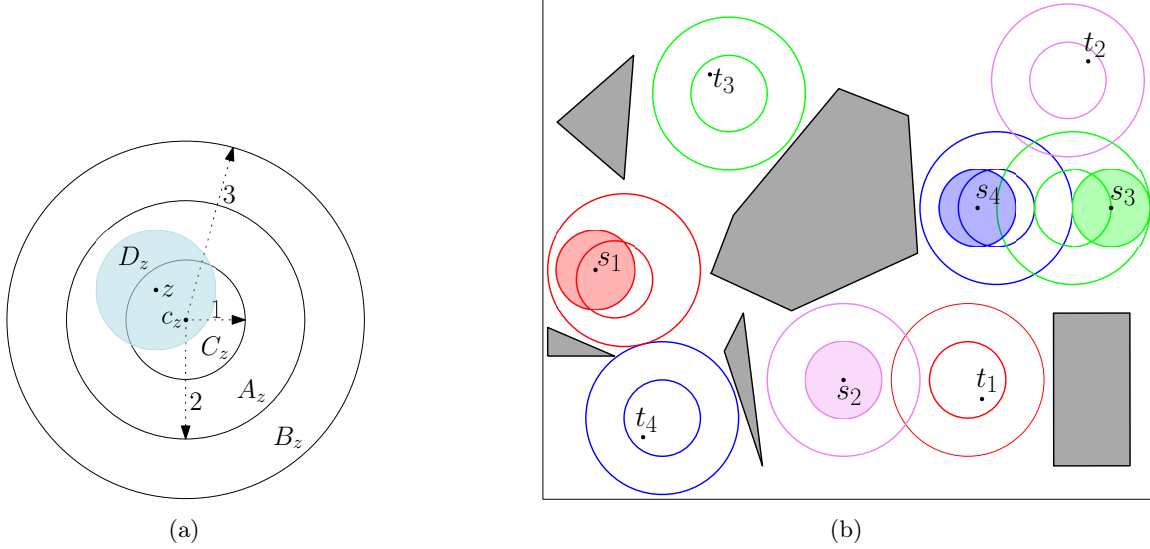 3
D_z
z
c_z
1
C_z
2
A_z
B_z
(a)
t_3
t_2
s_4
s_3
s_1
s_2
t_1
t_4
(b)